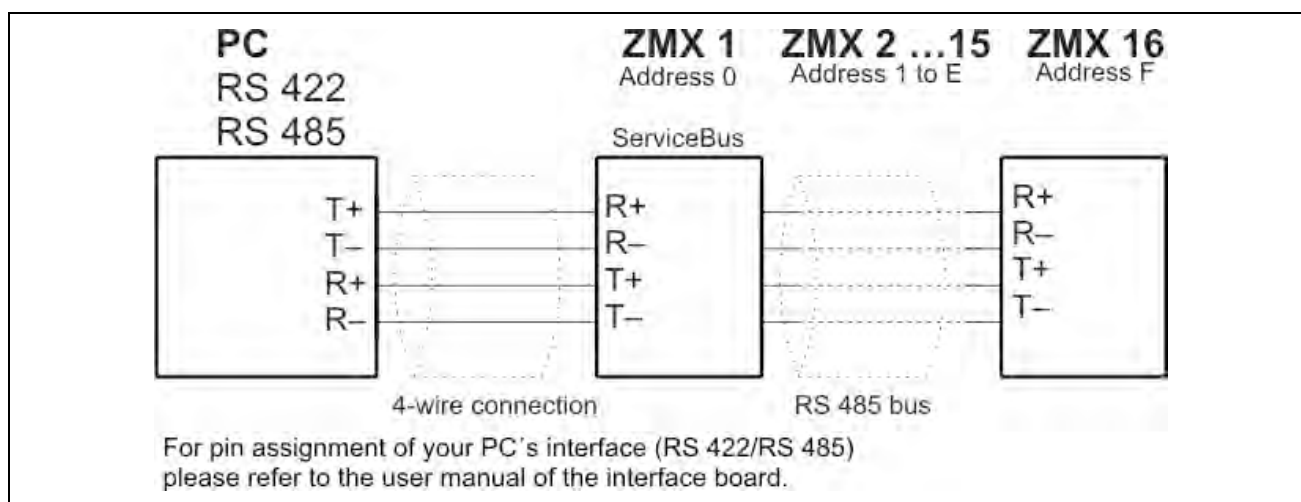 PC
RS 422
RS 485
ZMX 1
Address 0
ZMX 2 ...15
Address 1 to E
ZMX 16
Address F
ServiceBus
T+
T–
R+
R–
R+
R–
T+
T–
R+
R–
T+
T–
4-wire connection
RS 485 bus
For pin assignment of your PC´s interface (RS 422/RS 485)
please refer to the user manual of the interface board.